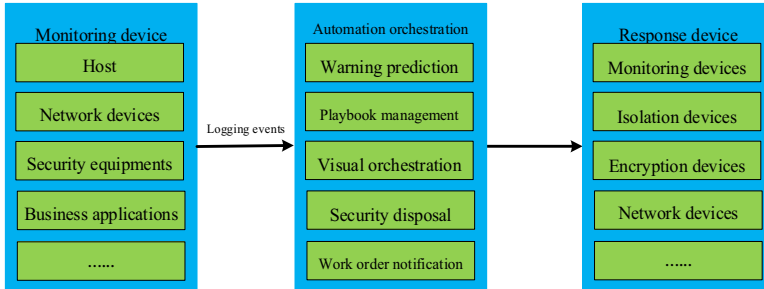 Monitoring device
Host
Network devices
Security equipments
Business applications
......
Logging events
Automation orchestration
Warning prediction
Playbook management
Visual orchestration
Security disposal
Work order notification
Response device
Monitoring devices
Isolation devices
Encryption devices
Network devices
......